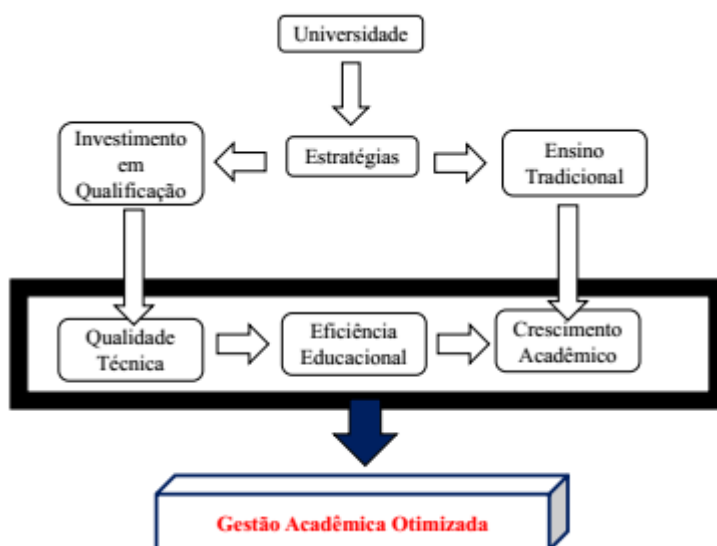 Universidade
Investimento
em
Qualificação
Estratégias
Ensino
Tradicional
Qualidade
Técnica
Eficiência
Educacional
Crescimento
Acadêmico
Gestão Acadêmica Otimizada